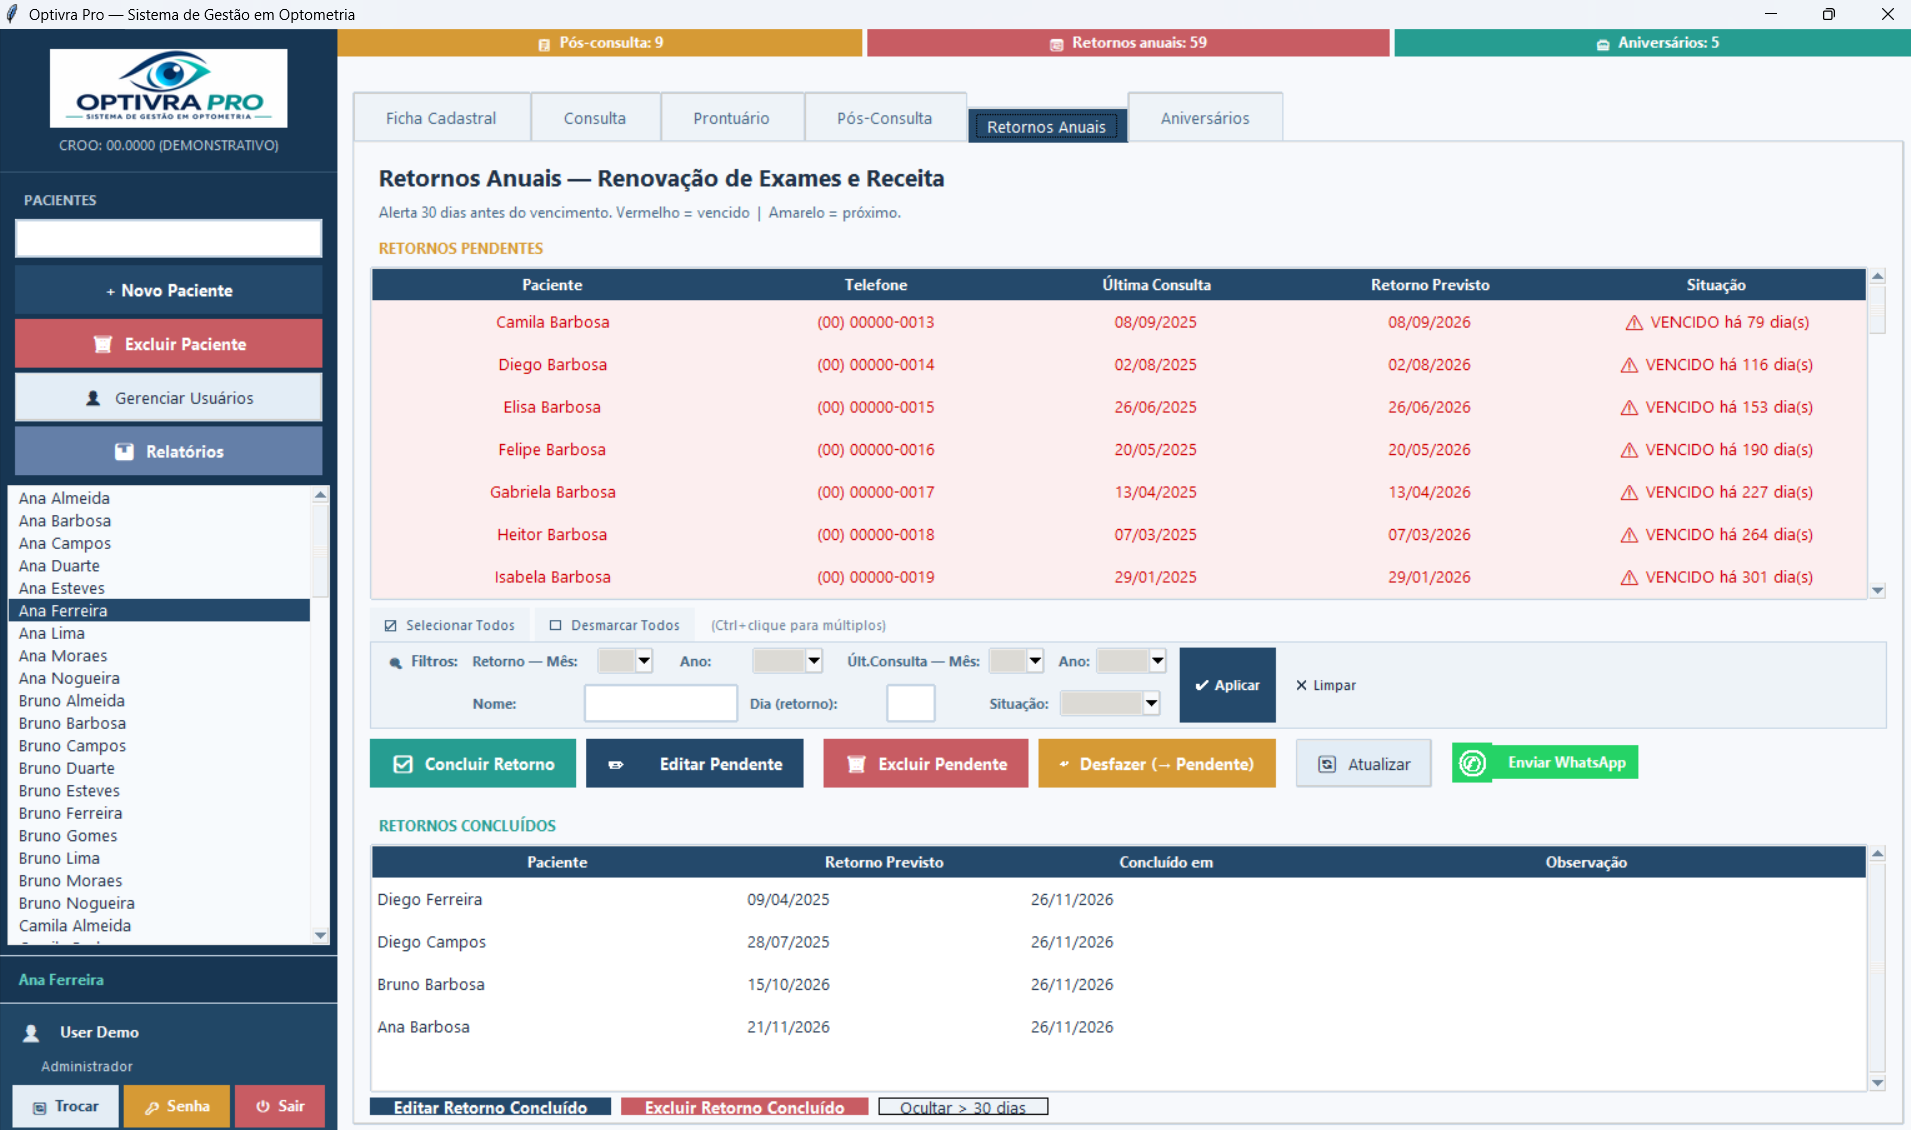 Optivra Pro — Sistema de Gestão em Optometria
OPTIVRA PRO
SISTEMA DE GESTÃO EM OPTOMETRIA
CROO: 00.0000 (DEMONSTRATIVO)
PACIENTES
+ Novo Paciente
Excluir Paciente
Gerenciar Usuários
Relatórios
Ana Almeida
Ana Barbosa
Ana Campos
Ana Duarte
Ana Esteves
Ana Ferreira
Ana Lima
Ana Moraes
Ana Nogueira
Bruno Almeida
Bruno Barbosa
Bruno Campos
Bruno Duarte
Bruno Esteves
Bruno Ferreira
Bruno Gomes
Bruno Lima
Bruno Moraes
Bruno Nogueira
Camila Almeida
Ana Ferreira
User Demo
Administrador
Trocar Senha Sair
Pós-consulta: 9 Retornos anuais: 59 Aniversários: 5
Ficha Cadastral Consulta Prontuário Pós-Consulta Retornos Anuais Aniversários
Retornos Anuais — Renovação de Exames e Receita
Alerta 30 dias antes do vencimento. Vermelho = vencido | Amarelo = próximo.
RETORNOS PENDENTES
Paciente Telefone Última Consulta Retorno Previsto Situação
Camila Barbosa (00) 00000-0013 08/09/2025 08/09/2026 ⚠ VENCIDO há 79 dia(s)
Diego Barbosa (00) 00000-0014 02/08/2025 02/08/2026 ⚠ VENCIDO há 116 dia(s)
Elisa Barbosa (00) 00000-0015 26/06/2025 26/06/2026 ⚠ VENCIDO há 153 dia(s)
Felipe Barbosa (00) 00000-0016 20/05/2025 20/05/2026 ⚠ VENCIDO há 190 dia(s)
Gabriela Barbosa (00) 00000-0017 13/04/2025 13/04/2026 ⚠ VENCIDO há 227 dia(s)
Heitor Barbosa (00) 00000-0018 07/03/2025 07/03/2026 ⚠ VENCIDO há 264 dia(s)
Isabela Barbosa (00) 00000-0019 29/01/2025 29/01/2026 ⚠ VENCIDO há 301 dia(s)
☑ Selecionar Todos ☐ Desmarcar Todos (Ctrl+clique para múltiplos)
Filtros: Retorno — Mês: Ano: Últ.Consulta — Mês: Ano: ✔ Aplicar ✕ Limpar
Nome: Dia (retorno): Situação:
Concluir Retorno Editar Pendente Excluir Pendente Desfazer (→ Pendente) Atualizar Enviar WhatsApp
RETORNOS CONCLUÍDOS
Paciente Retorno Previsto Concluído em Observação
Diego Ferreira 09/04/2025 26/11/2026
Diego Campos 28/07/2025 26/11/2026
Bruno Barbosa 15/10/2026 26/11/2026
Ana Barbosa 21/11/2026 26/11/2026
Editar Retorno Concluído Excluir Retorno Concluído Ocultar > 30 dias